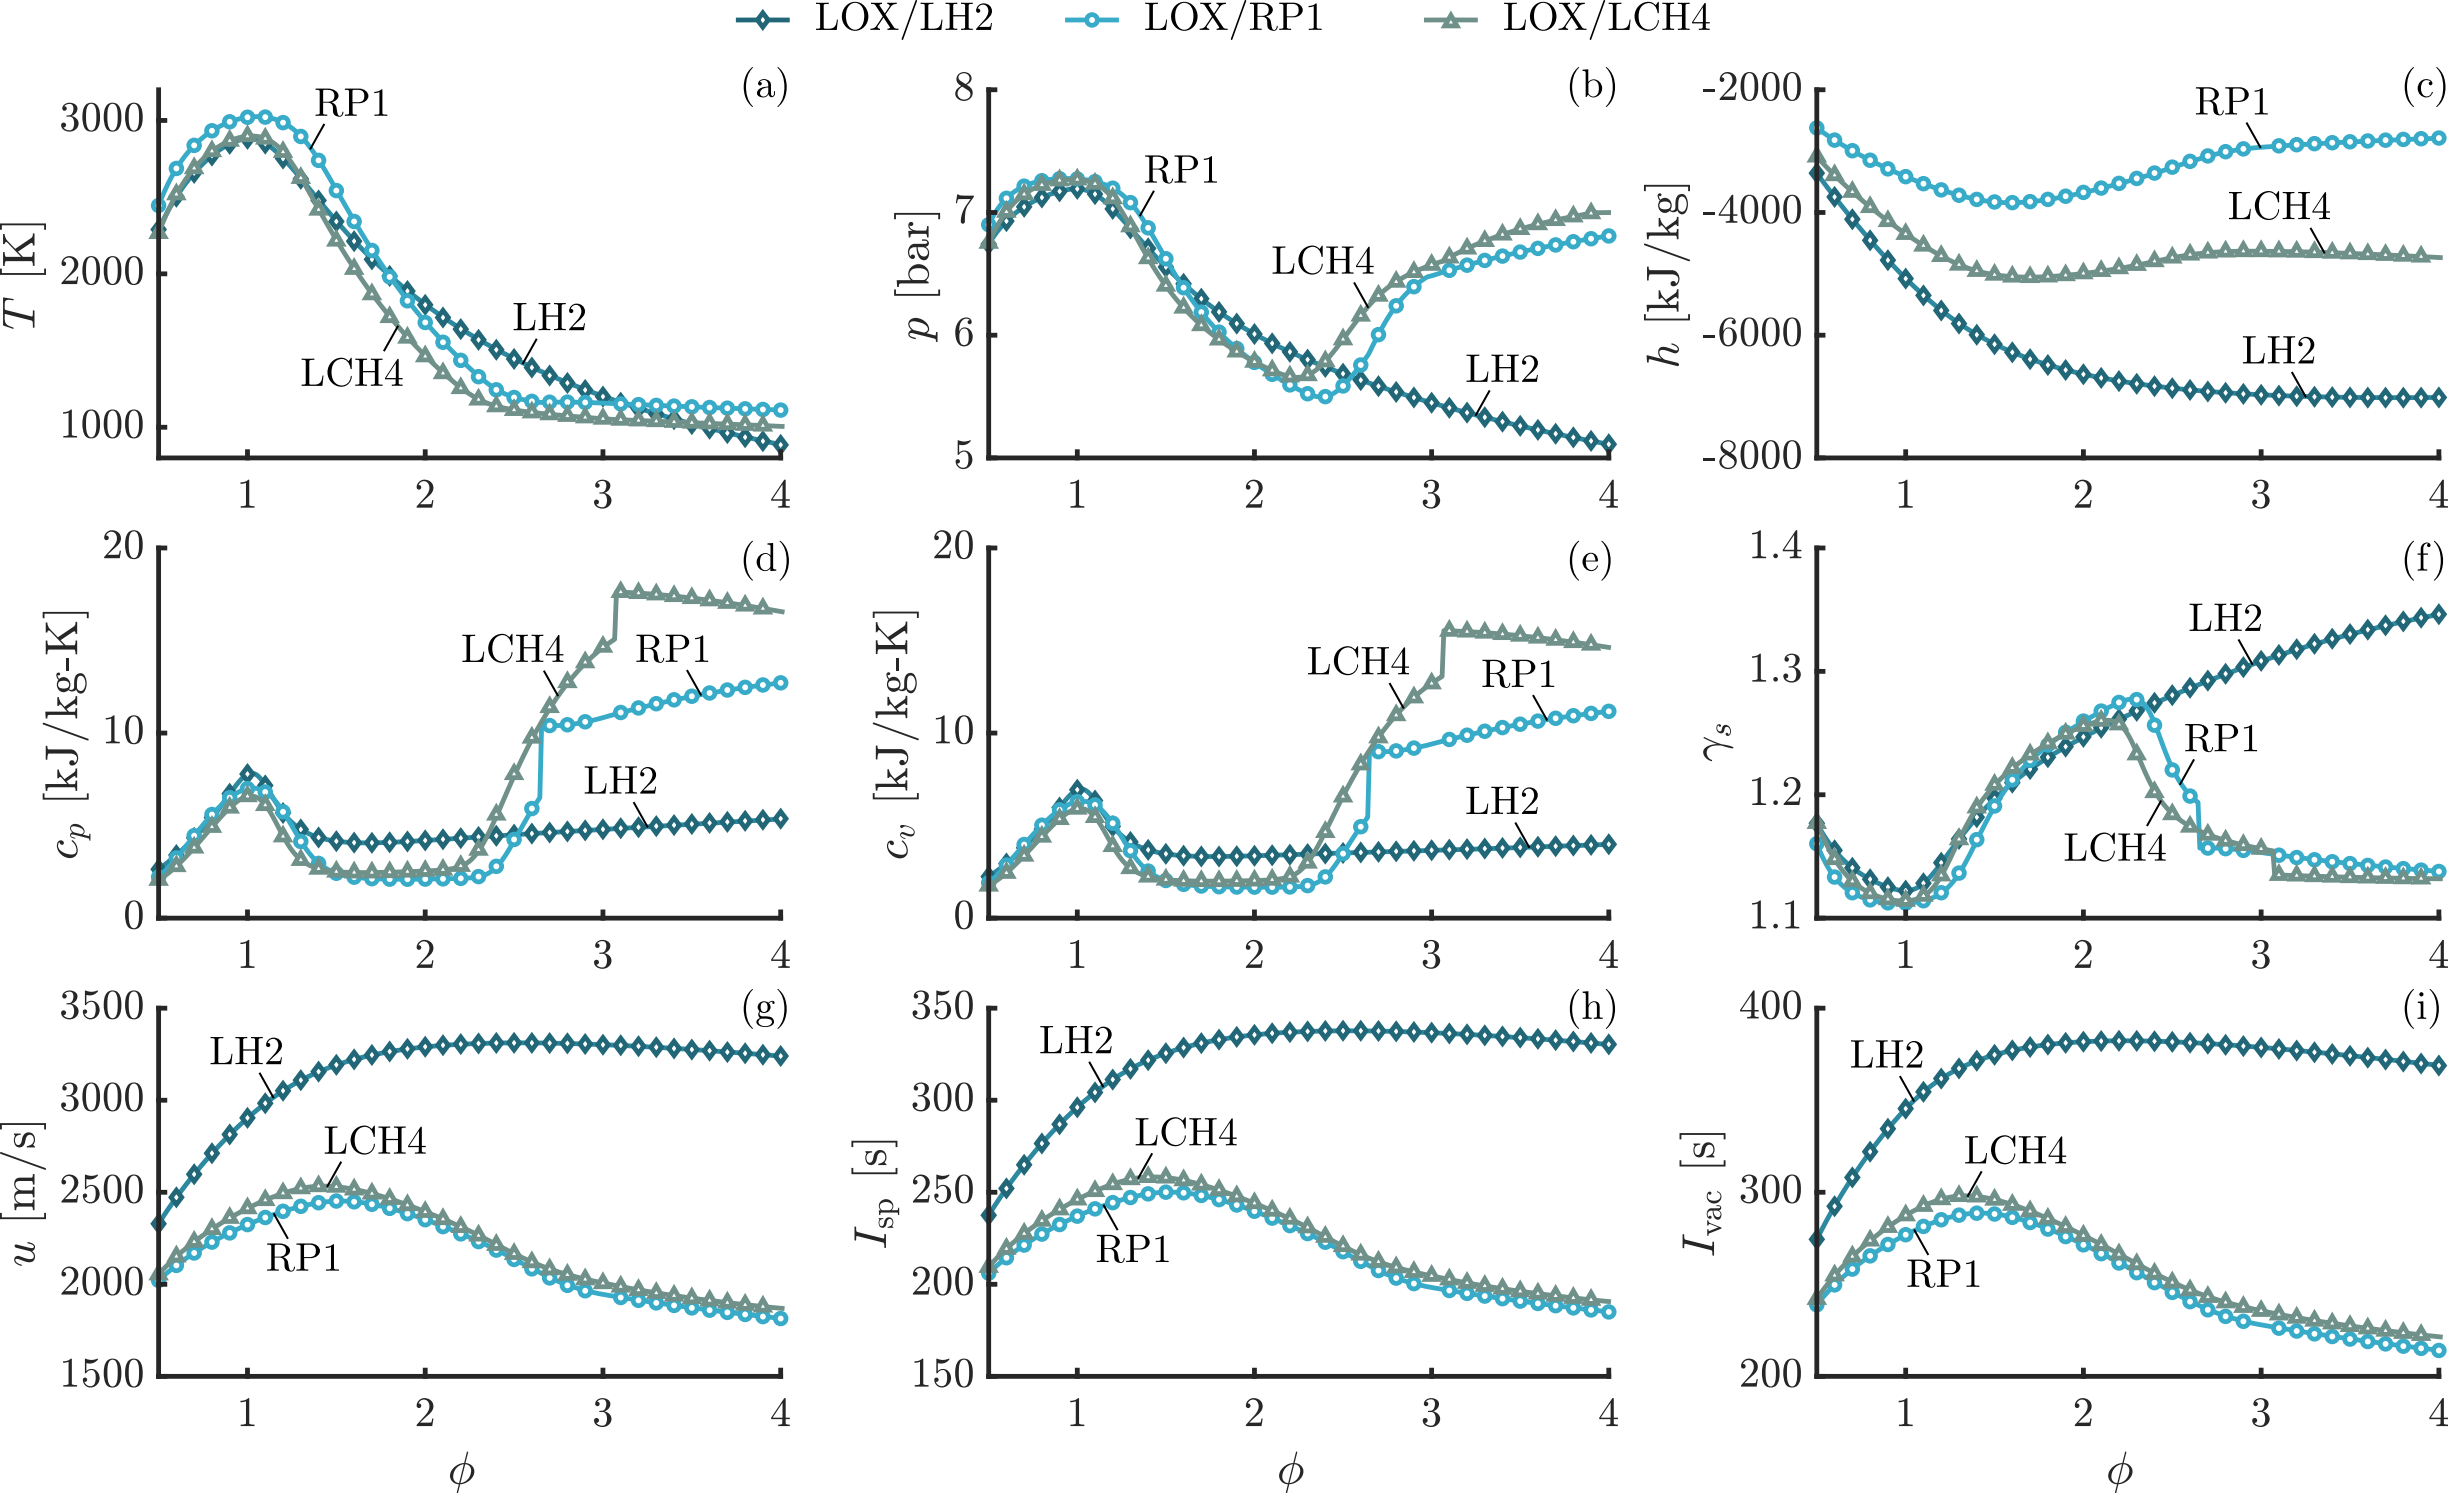 LOX/LH2 LOX/RP1 LOX/LCH4
(a)
T [K]
3000
2000
1000
1 2 3 4
RP1
LH2
LCH4
(b)
p [bar]
8
7
6
5
1 2 3 4
RP1
LCH4
LH2
(c)
h [kJ/kg]
-2000
-4000
-6000
-8000
1 2 3 4
RP1
LCH4
LH2
(d)
c_p [kJ/kg-K]
20
10
0
1 2 3 4
LCH4 RP1
LH2
(e)
c_v [kJ/kg-K]
20
10
0
1 2 3 4
LCH4 RP1
LH2
(f)
γ_s
1.4
1.3
1.2
1.1
1 2 3 4
LH2
RP1
LCH4
(g)
u [m/s]
3500
3000
2500
2000
1500
1 2 3 4
ϕ
LH2
LCH4
RP1
(h)
I_sp [s]
350
300
250
200
150
1 2 3 4
ϕ
LH2
LCH4
RP1
(i)
I_vac [s]
400
300
200
1 2 3 4
ϕ
LH2
LCH4
RP1